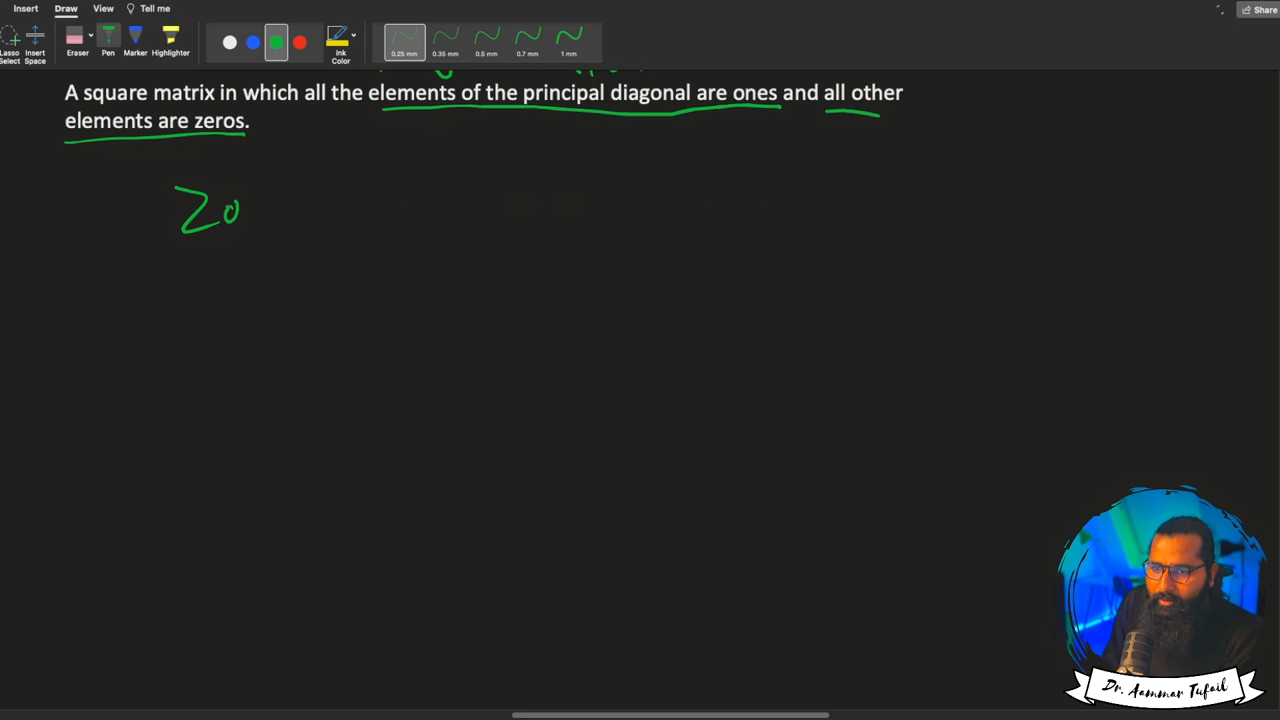 Insert Draw View Tell me
Share
Lasso Select
Insert Space
Eraser
Pen
Marker
Highlighter
Ink Color
0.25 mm
0.35 mm
0.5 mm
0.7 mm
1 mm
A square matrix in which all the elements of the principal diagonal are ones and all other
elements are zeros.
Zo
Dr. Aammar Tufail